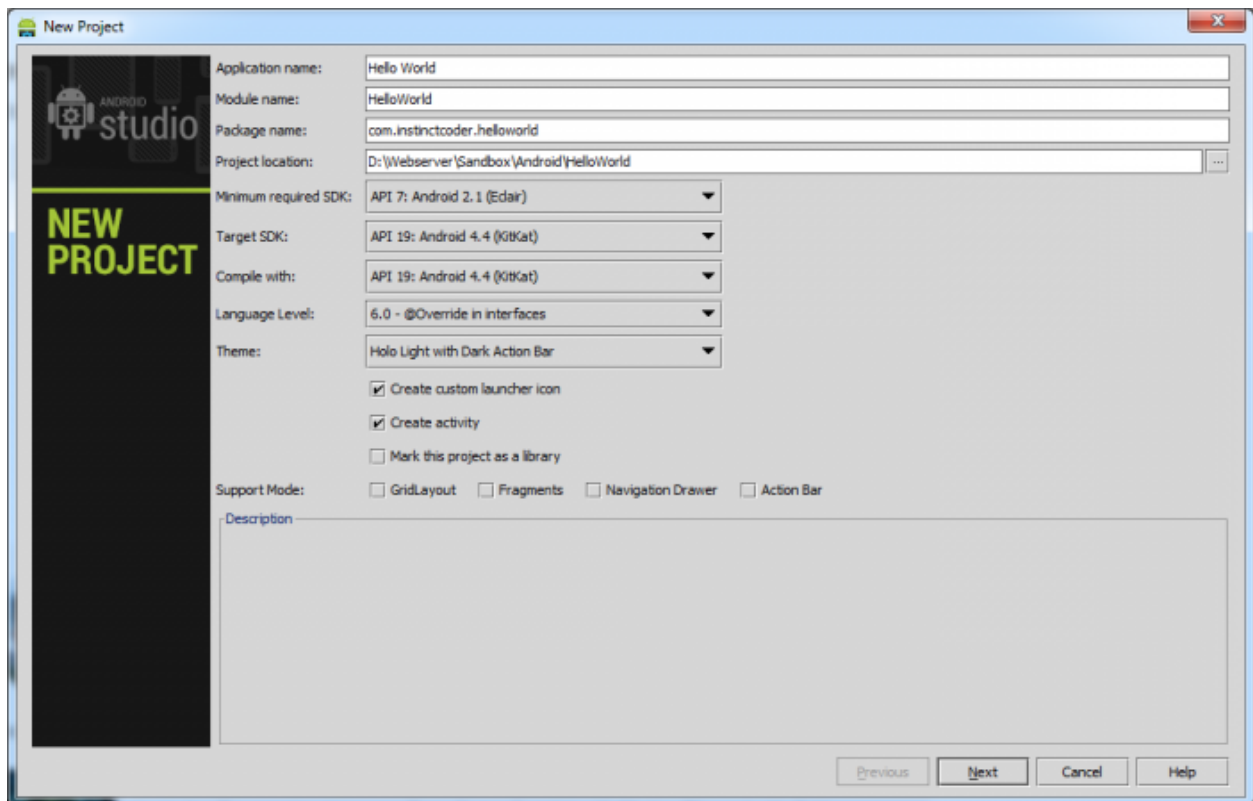 New Project
ANDROID
studio
NEW
PROJECT
Application name: Hello World
Module name: HelloWorld
Package name: com.instinctcoder.helloworld
Project location: D:\Webserver\Sandbox\Android\HelloWorld ...
Minimum required SDK: API 7: Android 2.1 (Eclair)
Target SDK: API 19: Android 4.4 (KitKat)
Compile with: API 19: Android 4.4 (KitKat)
Language Level: 6.0 - @Override in interfaces
Theme: Holo Light with Dark Action Bar
Create custom launcher icon
Create activity
Mark this project as a library
Support Mode: GridLayout Fragments Navigation Drawer Action Bar
Description
Previous Next Cancel Help